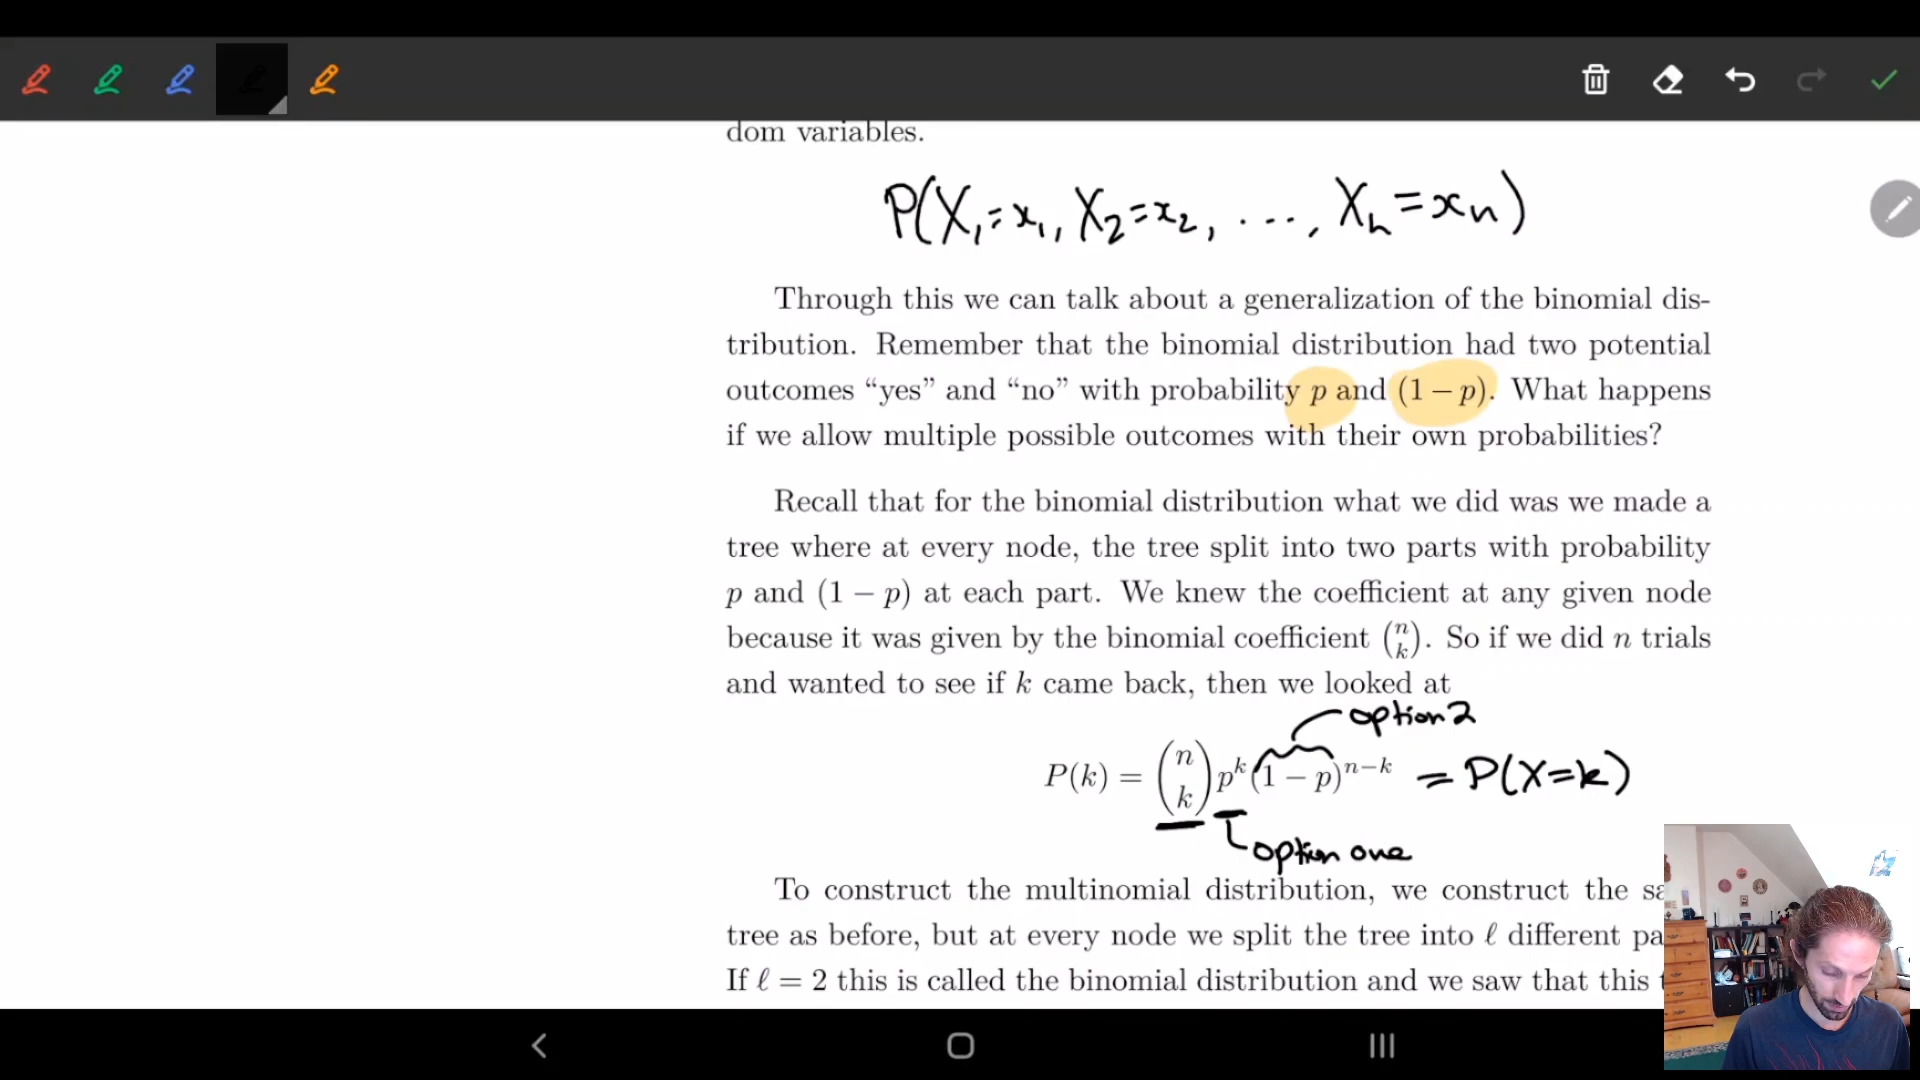 dom variables.
P(X₁=x₁, X₂=x₂, ..., Xₙ=xₙ)
Through this we can talk about a generalization of the binomial dis-
tribution. Remember that the binomial distribution had two potential
outcomes “yes” and “no” with probability p and (1 − p). What happens
if we allow multiple possible outcomes with their own probabilities?
Recall that for the binomial distribution what we did was we made a
tree where at every node, the tree split into two parts with probability
p and (1 − p) at each part. We knew the coefficient at any given node
because it was given by the binomial coefficient (n k). So if we did n trials
and wanted to see if k came back, then we looked at
option 2
P(k) = (n k) pᵏ(1 − p)ⁿ⁻ᵏ = P(X=k)
option one
To construct the multinomial distribution, we construct the sa
tree as before, but at every node we split the tree into ℓ different pa
If ℓ = 2 this is called the binomial distribution and we saw that this